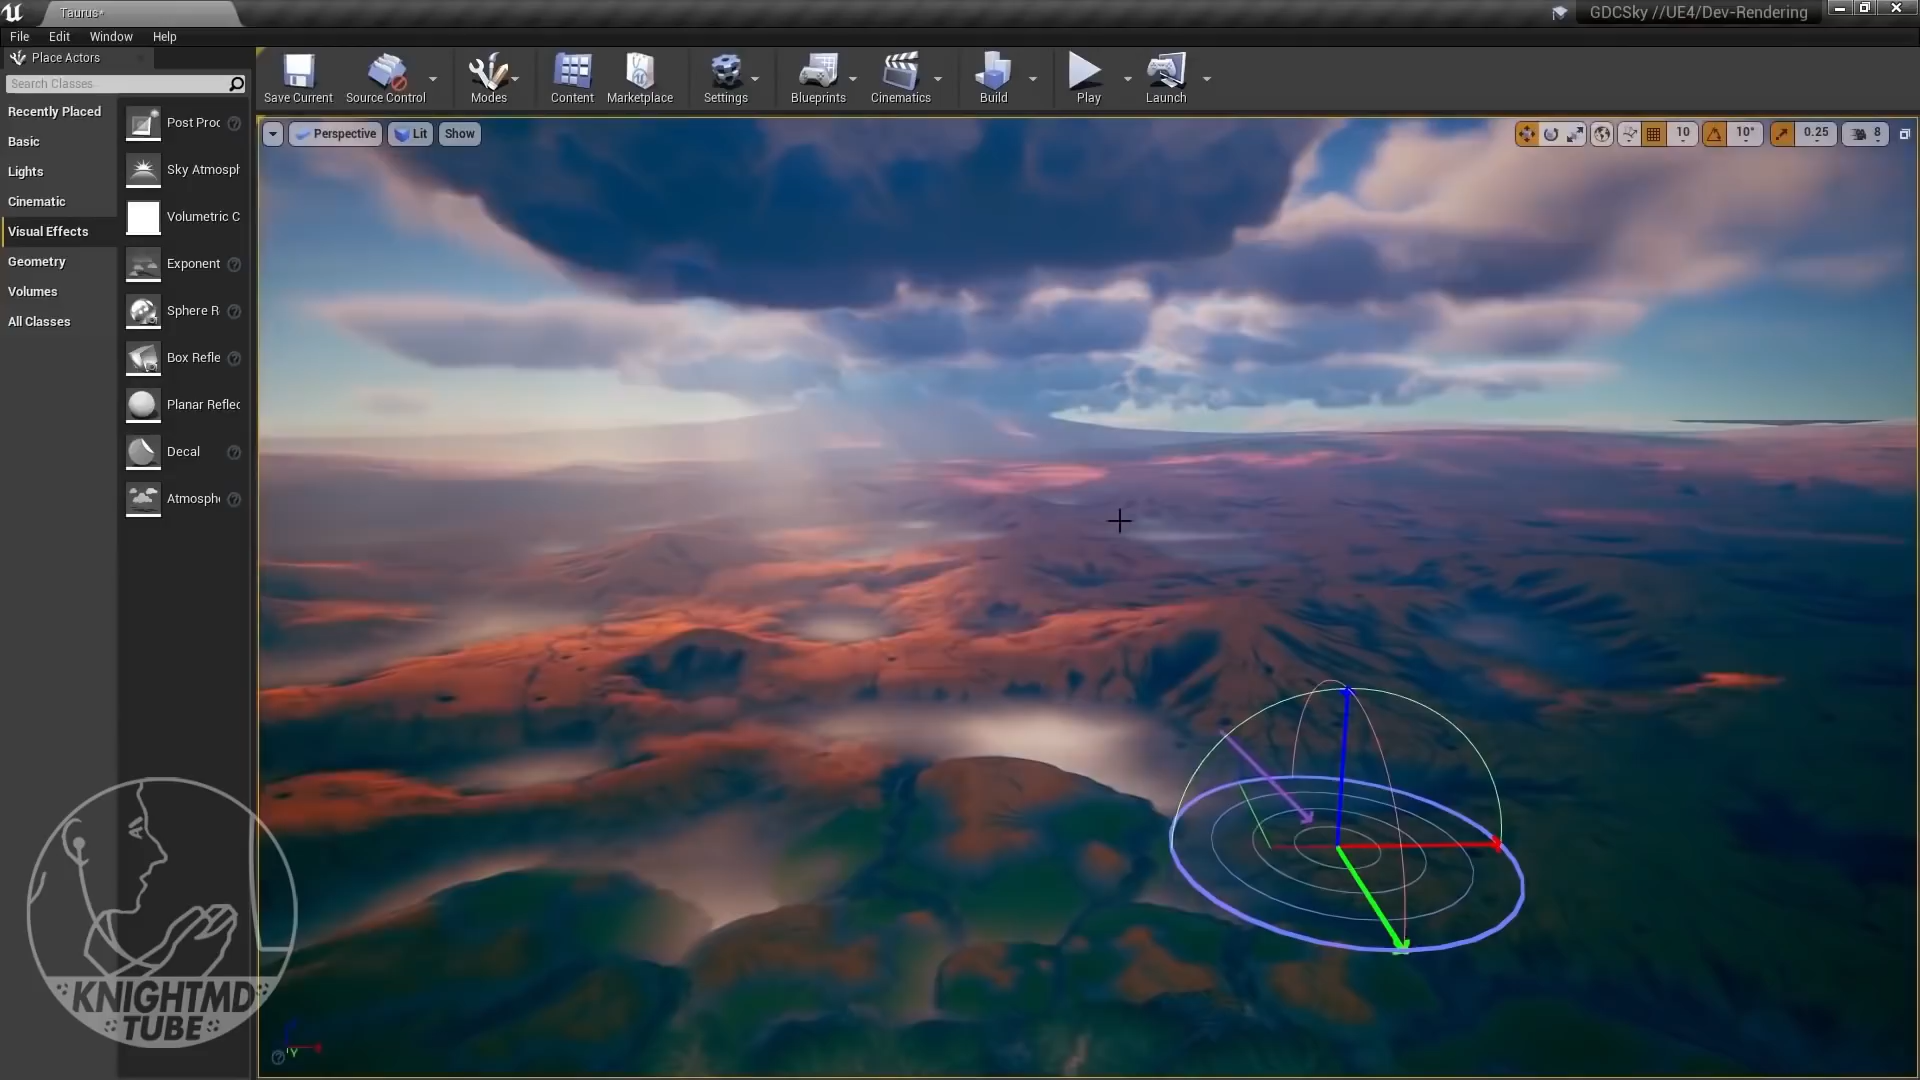 Taurus*
GDCSky //UE4/Dev-Rendering
File Edit Window Help
Place Actors
Search Classes
Recently Placed
Basic
Lights
Cinematic
Visual Effects
Geometry
Volumes
All Classes
Post Proc
Sky Atmosph
Volumetric C
Exponent
Sphere R
Box Refle
Planar Reflec
Decal
Atmosphe
Save Current
Source Control
Modes
Content
Marketplace
Settings
Blueprints
Cinematics
Build
Play
Launch
Perspective Lit Show
10 10° 0.25 8
KNIGHTMD
TUBE
Y